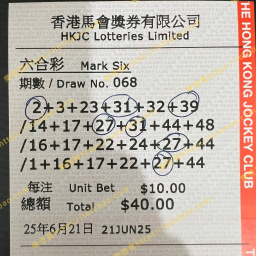 香港馬會獎券有限公司
HKJC Lotteries Limited
六合彩 Mark Six
期數 / Draw No. 068
2+3+23+31+32+39
/14+17+27+31+44+48
/16+17+22+24+27+44
/1+16+17+22+27+44
每注 Unit Bet $10.00
總額 Total $40.00
25年6月21日 21JUN25
THE HONG KONG JOCKEY CLUB